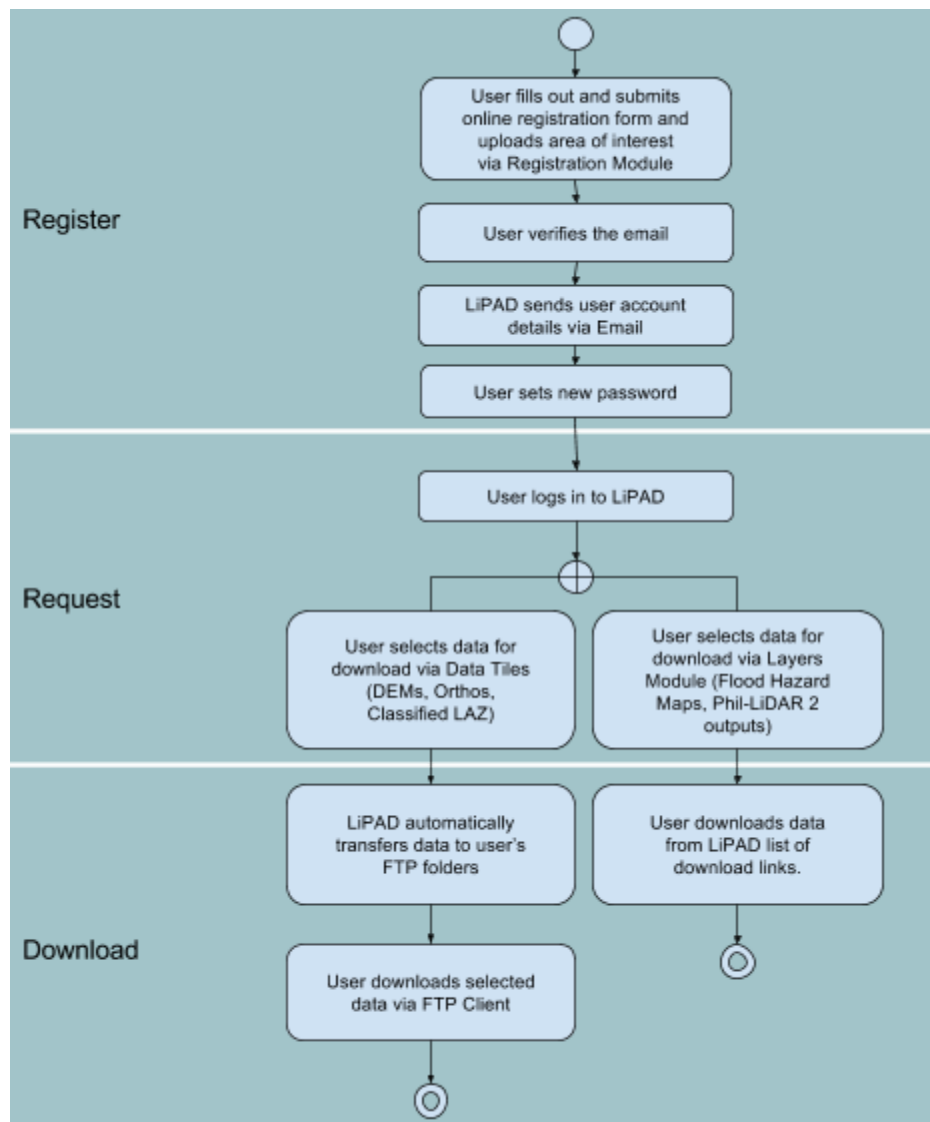 User fills out and submits
online registration form and
uploads area of interest
via Registration Module
Register
User verifies the email
LiPAD sends user account
details via Email
User sets new password
User logs in to LiPAD
Request
User selects data for
download via Data Tiles
(DEMs, Orthos,
Classified LAZ)
User selects data for
download via Layers
Module (Flood Hazard
Maps, Phil-LiDAR 2
outputs)
LiPAD automatically
transfers data to user's
FTP folders
User downloads data
from LiPAD list of
download links.
Download
User downloads selected
data via FTP Client